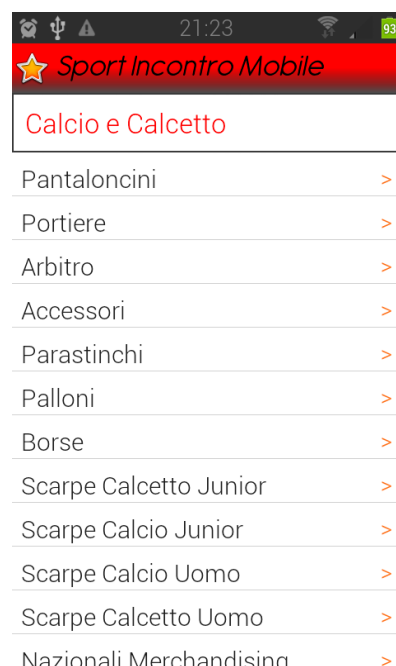 21:23
93
Sport Incontro Mobile
Calcio e Calcetto
Pantaloncini >
Portiere >
Arbitro >
Accessori >
Parastinchi >
Palloni >
Borse >
Scarpe Calcetto Junior >
Scarpe Calcio Junior >
Scarpe Calcio Uomo >
Scarpe Calcetto Uomo >
Nazionali Merchandising >